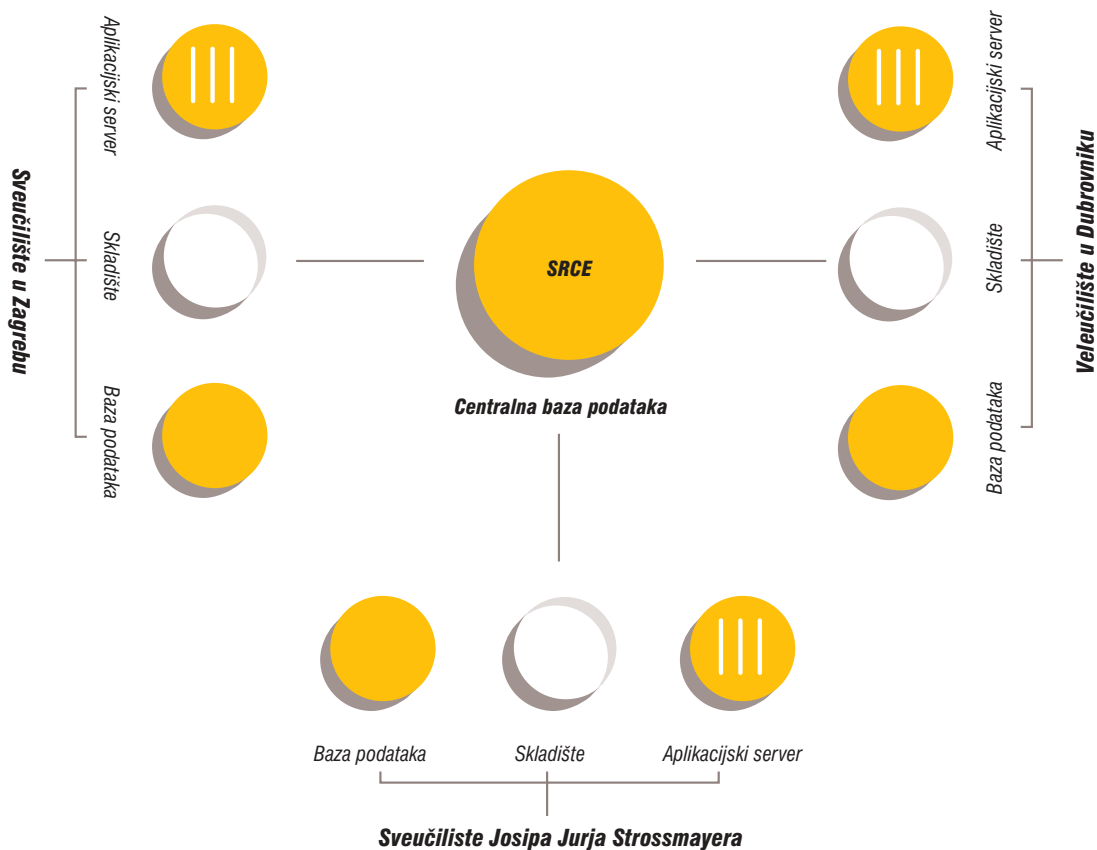 Sveučilište u Zagrebu
Aplikacijski server
Skladište
Baza podataka
SRCE
Centralna baza podataka
Aplikacijski server
Skladište
Baza podataka
Veleučilište u Dubrovniku
Baza podataka
Skladište
Aplikacijski server
Sveučiliste Josipa Jurja Strossmayera